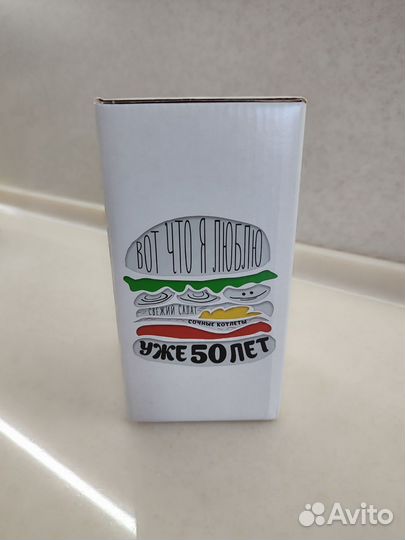 ВОТ ЧТО Я ЛЮБЛЮ
СВЕЖИЙ САЛАТ
СОЧНЫЕ КОТЛЕТЫ
УЖЕ 50 ЛЕТ
Avito